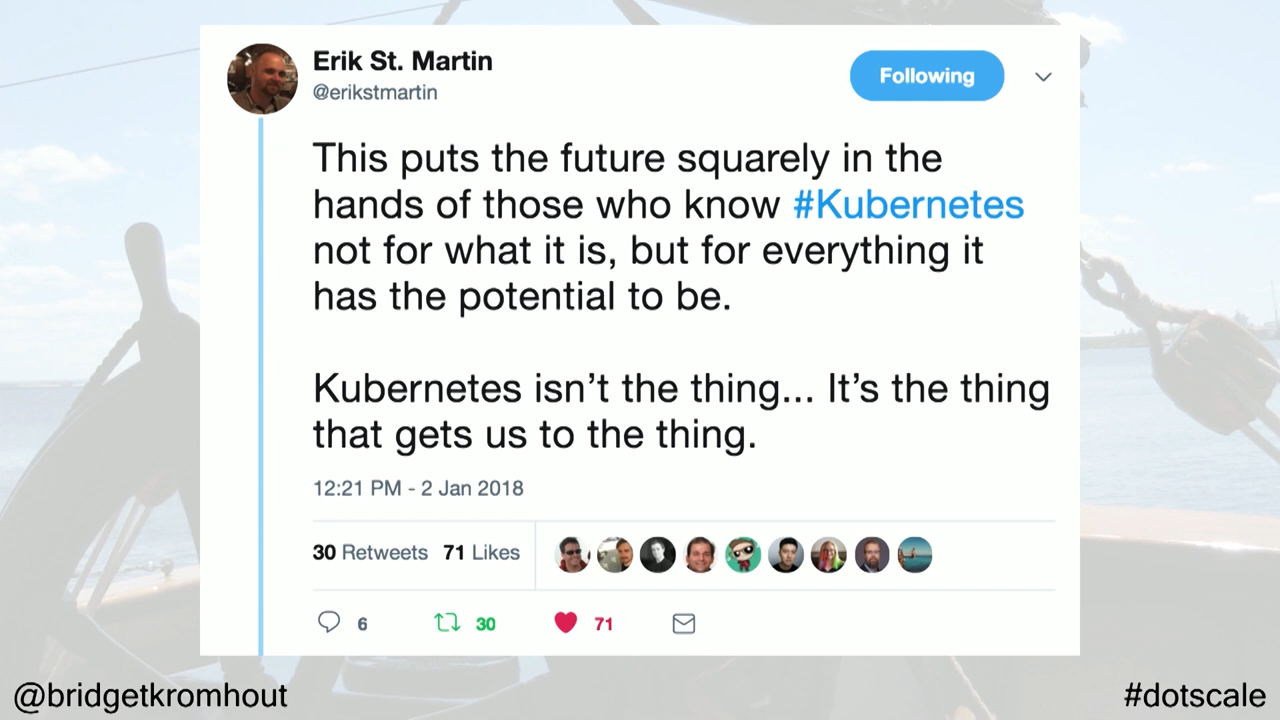 Erik St. Martin
@erikstmartin
Following
This puts the future squarely in the
hands of those who know #Kubernetes
not for what it is, but for everything it
has the potential to be.
Kubernetes isn’t the thing... It’s the thing
that gets us to the thing.
12:21 PM - 2 Jan 2018
30 Retweets 71 Likes
6 30 71
@bridgetkromhout
#dotscale